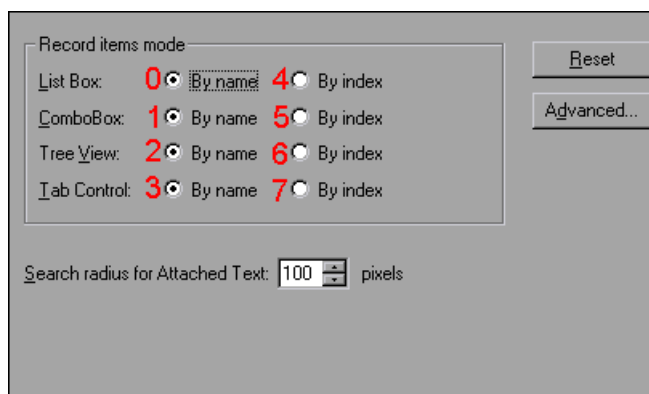 Record items mode
List Box: 0 By name 4 By index
ComboBox: 1 By name 5 By index
Tree View: 2 By name 6 By index
Tab Control: 3 By name 7 By index
Reset
Advanced...
Search radius for Attached Text: 100 pixels